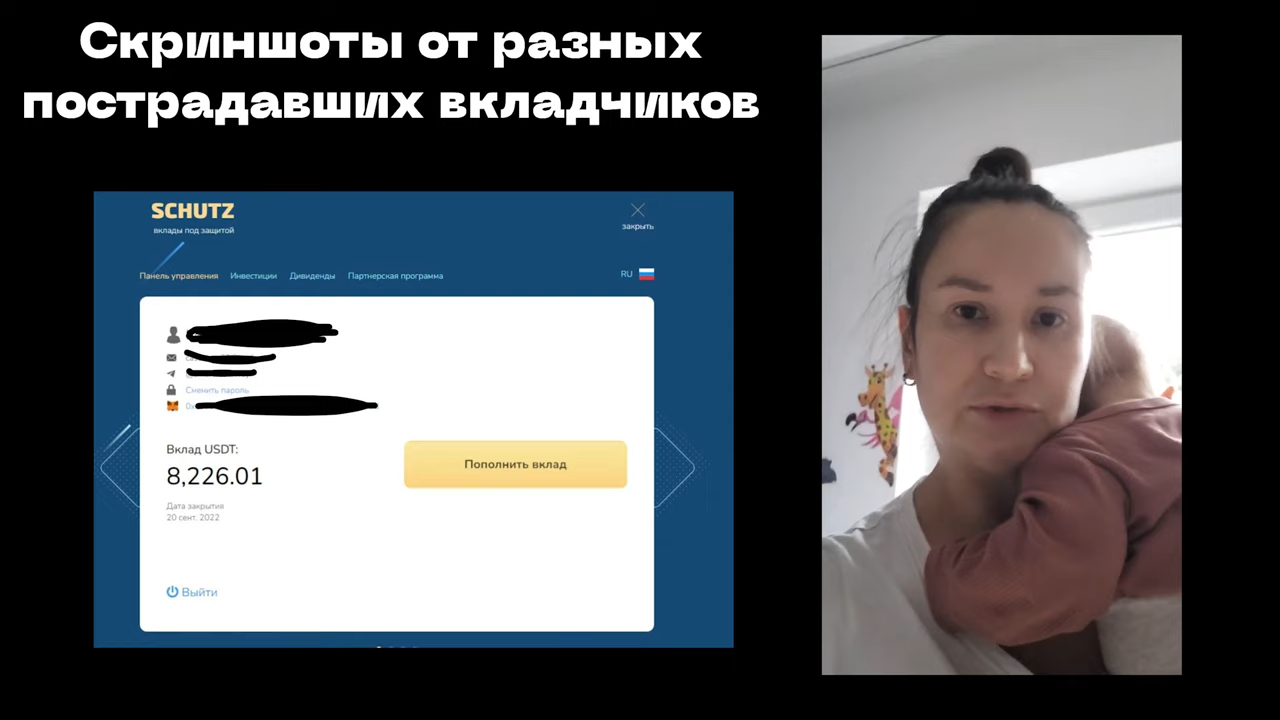 Скриншоты от разных
пострадавших вкладчиков
SCHUTZ
вклады под защитой
закрыть
Панель управления Инвестиции Дивиденды Партнерская программа
RU
Сменить пароль
Вклад USDT:
8,226.01
Пополнить вклад
Дата закрытия
20 сент. 2022
Выйти